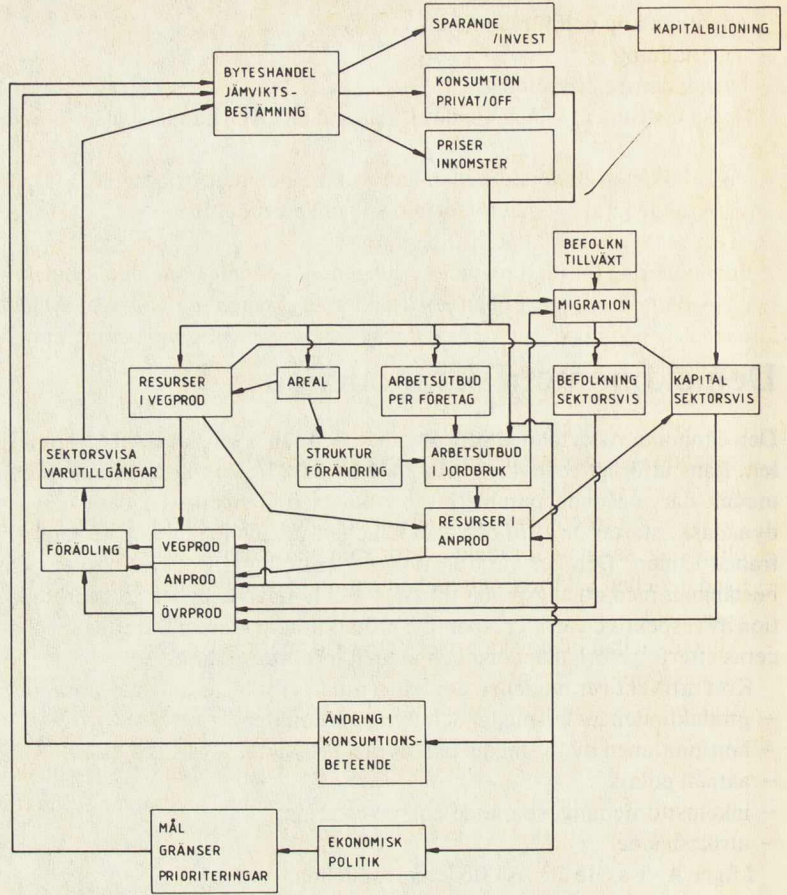 SPARANDE
/INVEST
KAPITALBILDNING
BYTESHANDEL
JÄMVIKTS-
BESTÄMNING
KONSUMTION
PRIVAT/OFF
PRISER
INKOMSTER
BEFOLKN
TILLVÄXT
MIGRATION
RESURSER
I VEGPROD
AREAL
ARBETSUTBUD
PER FÖRETAG
BEFOLKNING
SEKTORSVIS
KAPITAL
SEKTORSVIS
SEKTORSVISA
VARUTILLGÅNGAR
STRUKTUR
FÖRÄNDRING
ARBETSUTBUD
JORDBRUK
RESURSER I
ANPROD
FÖRÄDLING
VEGPROD
ANPROD
ÖVRPROD
ÄNDRING I
KONSUMTIONS-
BETEENDE
MÅL
GRÄNSER
PRIORITERINGAR
EKONOMISK
POLITIK